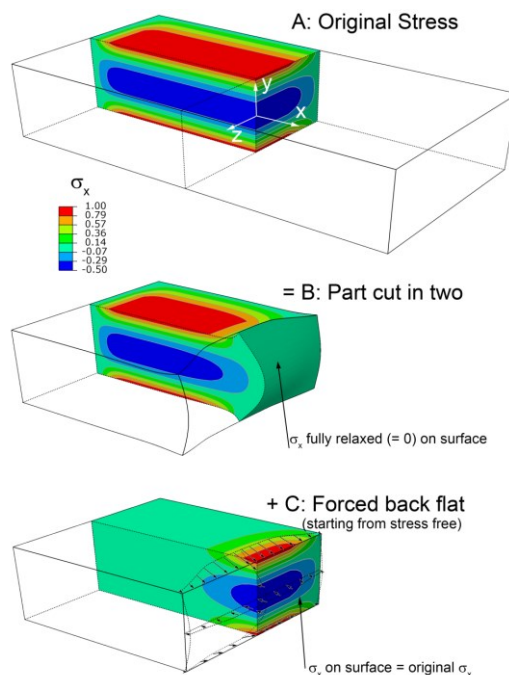 A: Original Stress
y
x
z
σx
1.00
0.79
0.57
0.36
0.14
-0.07
-0.29
-0.50
= B: Part cut in two
σx fully relaxed (= 0) on surface
+ C: Forced back flat
(starting from stress free)
σx on surface = original σx